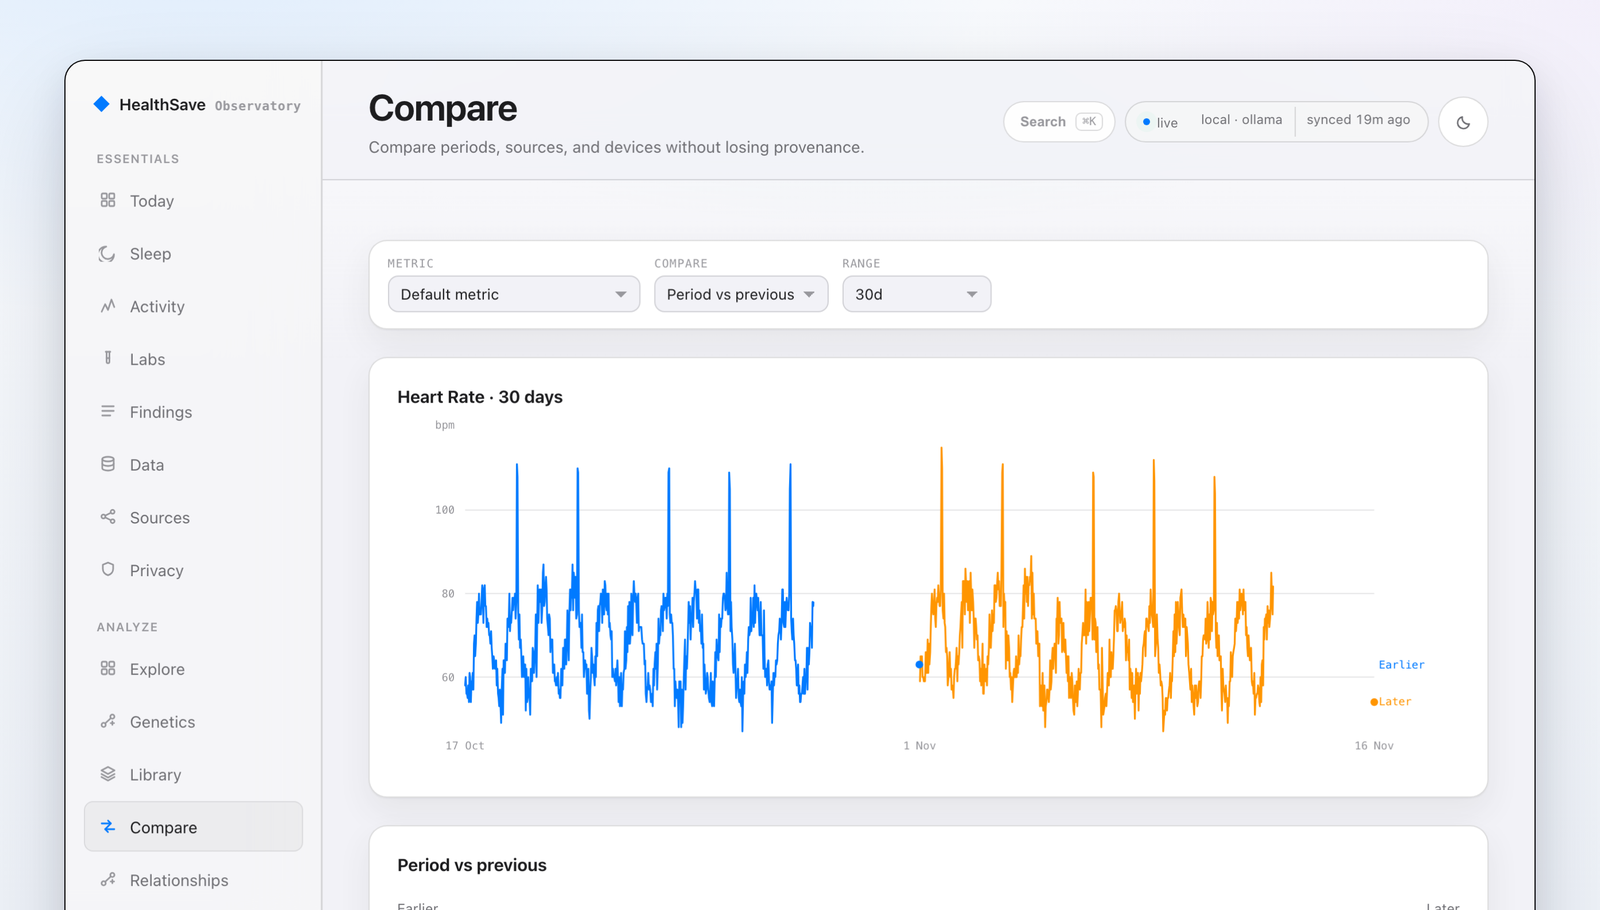 HealthSave Observatory
ESSENTIALS
Today
Sleep
Activity
Labs
Findings
Data
Sources
Privacy
ANALYZE
Explore
Genetics
Library
Compare
Relationships
Compare
Compare periods, sources, and devices without losing provenance.
Search ⌘K
live local · ollama synced 19m ago
METRIC COMPARE RANGE
Default metric Period vs previous 30d
Heart Rate · 30 days
bpm
100
80
60
Earlier
Later
17 Oct 1 Nov 16 Nov
Period vs previous
Earlier Later